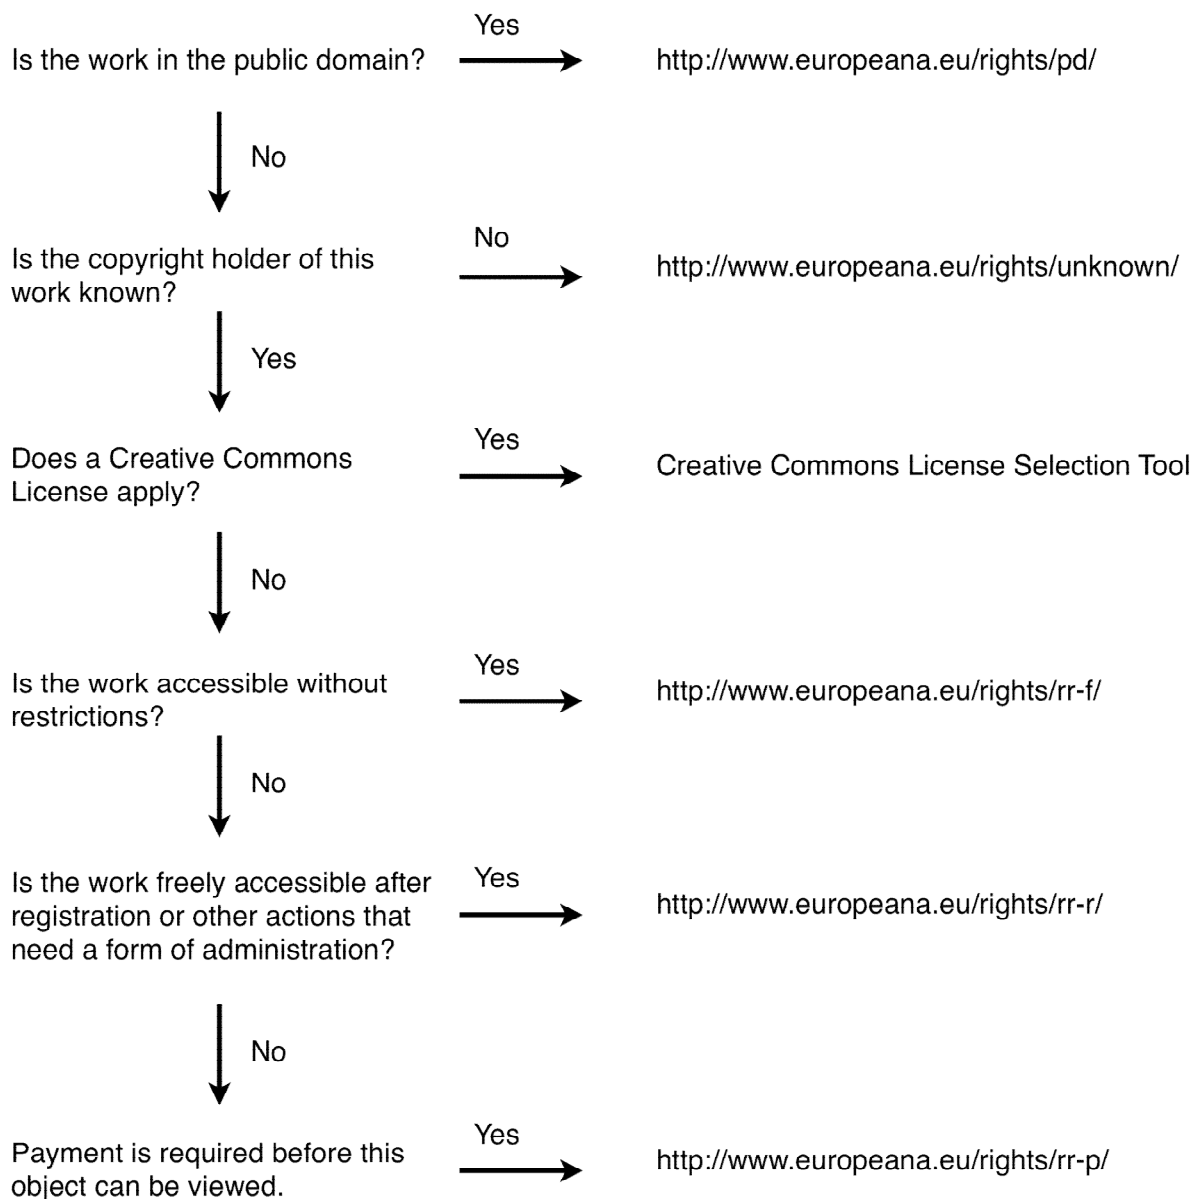 Yes
Is the work in the public domain?
http://www.europeana.eu/rights/pd/
No
Is the copyright holder of this
work known?
No
http://www.europeana.eu/rights/unknown/
Yes
Does a Creative Commons
License apply?
Yes
Creative Commons License Selection Tool
No
Is the work accessible without
restrictions?
Yes
http://www.europeana.eu/rights/rr-f/
No
Is the work freely accessible after
registration or other actions that
need a form of administration?
Yes
http://www.europeana.eu/rights/rr-r/
No
Payment is required before this
object can be viewed.
Yes
http://www.europeana.eu/rights/rr-p/